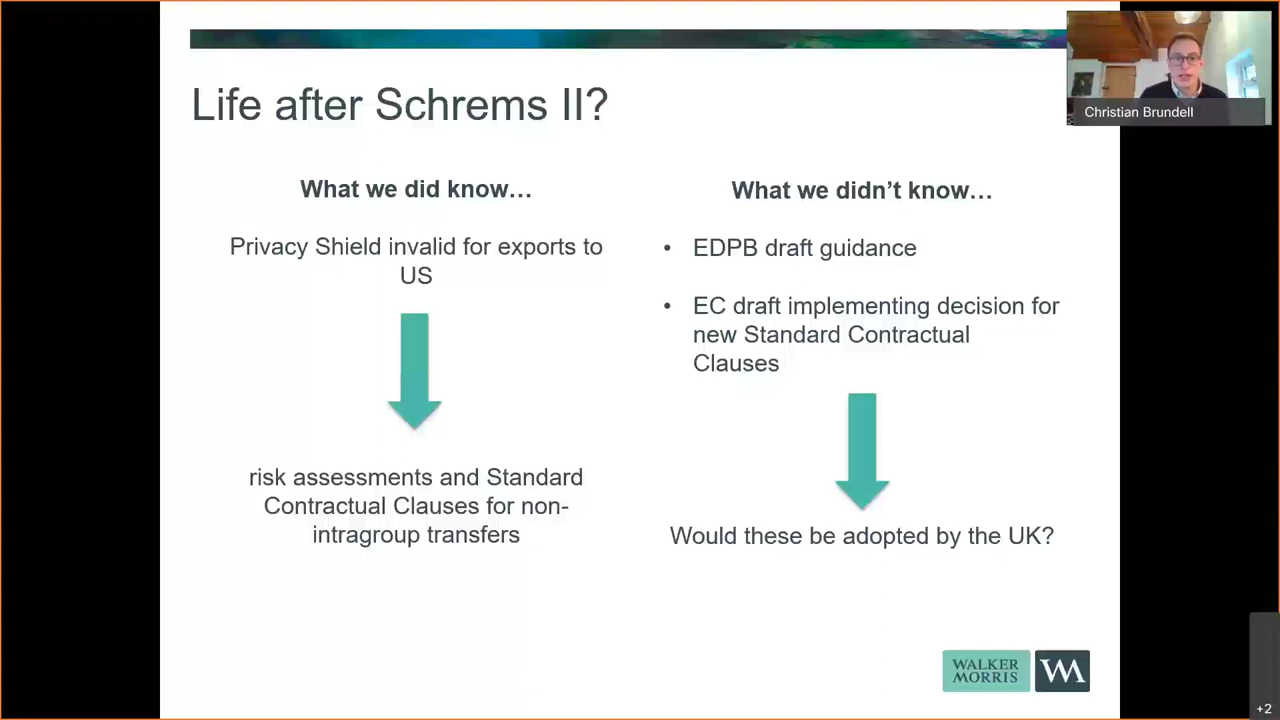 Life after Schrems II?
Christian Brundell
What we did know…
Privacy Shield invalid for exports to
US
risk assessments and Standard
Contractual Clauses for non-
intragroup transfers
What we didn’t know…
• EDPB draft guidance
• EC draft implementing decision for
new Standard Contractual
Clauses
Would these be adopted by the UK?
WALKER
MORRIS
WM
+2